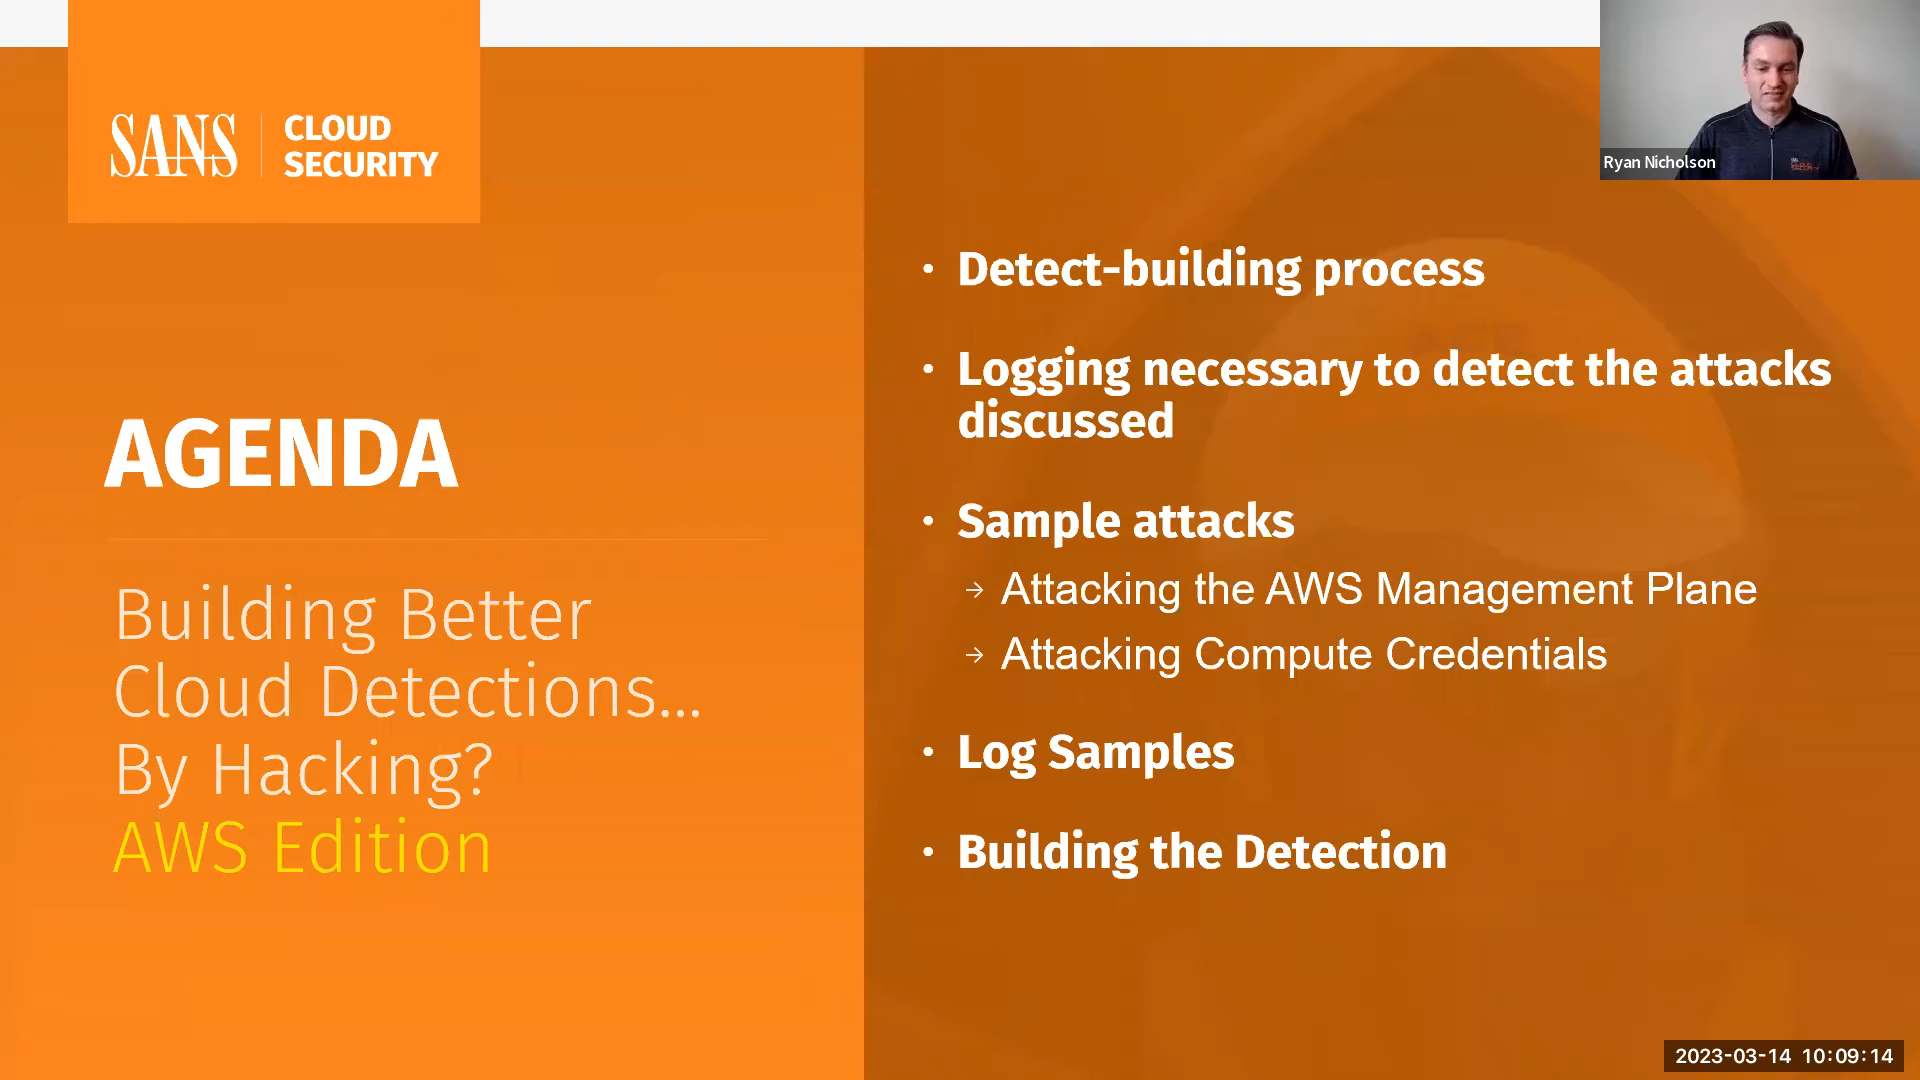 SANS
CLOUD
SECURITY
AGENDA
Building Better
Cloud Detections...
By Hacking?
AWS Edition
• Detect-building process
• Logging necessary to detect the attacks
discussed
• Sample attacks
→ Attacking the AWS Management Plane
→ Attacking Compute Credentials
• Log Samples
• Building the Detection
Ryan Nicholson
2023-03-14 10:09:14